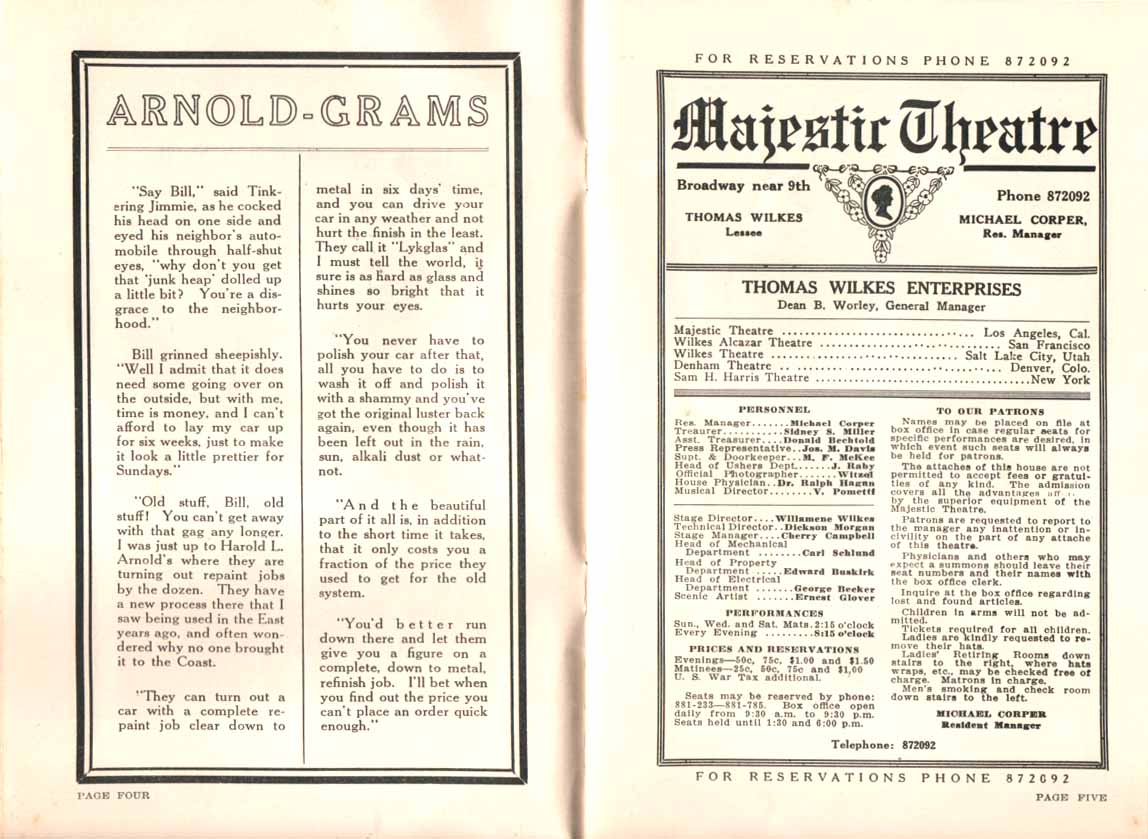 ARNOLD-GRAMS
"Say Bill," said Tink-
ering Jimmie, as he cocked
his head on one side and
eyed his neighbor's auto-
mobile through half-shut
eyes, "why don't you get
that 'junk heap' dolled up
a little bit? You're a dis-
grace to the neighbor-
hood."
Bill grinned sheepishly.
"Well I admit that it does
need some going over on
the outside, but with me,
time is money, and I can't
afford to lay my car up
for six weeks, just to make
it look a little prettier for
Sundays."
"Old stuff, Bill, old
stuff! You can't get away
with that gag any longer.
I was just up to Harold L.
Arnold's where they are
turning out repaint jobs
by the dozen. They have
a new process there that I
saw being used in the East
years ago, and often won-
dered why no one brought
it to the Coast.
"They can turn out a
car with a complete re-
paint job clear down to
metal in six days' time,
and you can drive your
car in any weather and not
hurt the finish in the least.
They call it "Lykglas" and
I must tell the world, it
sure is as hard as glass and
shines so bright that it
hurts your eyes.
"You never have to
polish your car after that,
all you have to do is to
wash it off and polish it
with a shammy and you've
got the original luster back
again, even though it has
been left out in the rain,
sun, alkali dust or what-
not.
"And the beautiful
part of it all is, in addition
to the short time it takes,
that it only costs you a
fraction of the price they
used to get for the old
system.
"You'd better run
down there and let them
give you a figure on a
complete, down to metal,
refinish job. I'll bet when
you find out the price you
can't place an order quick
enough."
PAGE FOUR
FOR RESERVATIONS PHONE 872092
Majestic Theatre
Broadway near 9th
THOMAS WILKES
Lessee
Phone 872092
MICHAEL CORPER,
Res. Manager
THOMAS WILKES ENTERPRISES
Dean B. Worley, General Manager
Majestic Theatre ............................. Los Angeles, Cal.
Wilkes Alcazar Theatre ............................. San Francisco
Wilkes Theatre ............................. Salt Lake City, Utah
Denham Theatre ............................. Denver, Colo.
Sam H. Harris Theatre ................................New York
PERSONNEL
Res. Manager.......Michael Corper
Treasurer...........Sidney S. Miller
Asst. Treasurer....Donald Bechtold
Press Representative..Jos. M. Davis
Supt. & Doorkeeper...M. F. McKee
Head of Ushers Dept.......J. Raby
Official Photographer.......Witzel
House Physician..Dr. Ralph Hagan
Musical Director........V. Pometti
Stage Director....Willamene Wilkes
Technical Director..Dickson Morgan
Stage Manager....Cherry Campbell
Head of Mechanical
Department ........Carl Schlund
Head of Property
Department .....Edward Buskirk
Head of Electrical
Department .......George Becker
Scenic Artist .......Ernest Glover
PERFORMANCES
Sun., Wed. and Sat. Mats. 2:15 o'clock
Every Evening .........8:15 o'clock
PRICES AND RESERVATIONS
Evenings—50c, 75c, $1.00 and $1.50
Matinees—25c, 50c, 75c and $1,00
U. S. War Tax additional.
Seats may be reserved by phone:
881-233—881-785. Box office open
daily from 9:30 a.m. to 9:30 p.m.
Seats held until 1:30 and 6:00 p.m.
TO OUR PATRONS
Names may be placed on file at
box office in case regular seats for
specific performances are desired, in
which event such seats will always
be held for patrons.
The attaches of this house are not
permitted to accept fees or gratui-
ties of any kind. The admission
covers all the advantages
by the superior equipment of the
Majestic Theatre.
Patrons are requested to report to
the manager any inattention or in-
civility on the part of any attache
of this theatre.
Physicians and others who may
expect a summons should leave their
seat numbers and their names with
the box office clerk.
Inquire at the box office regarding
lost and found articles.
Children in arms will not be ad-
mitted.
Tickets required for all children.
Ladies are kindly requested to re-
move their hats.
Ladies' Retiring Rooms down
stairs to the right, where hats
wraps, etc., may be checked free of
charge. Matrons in charge.
Men's smoking and check room
down stairs to the left.
MICHAEL CORPER
Resident Manager
Telephone: 872092
FOR RESERVATIONS PHONE 872092
PAGE FIVE